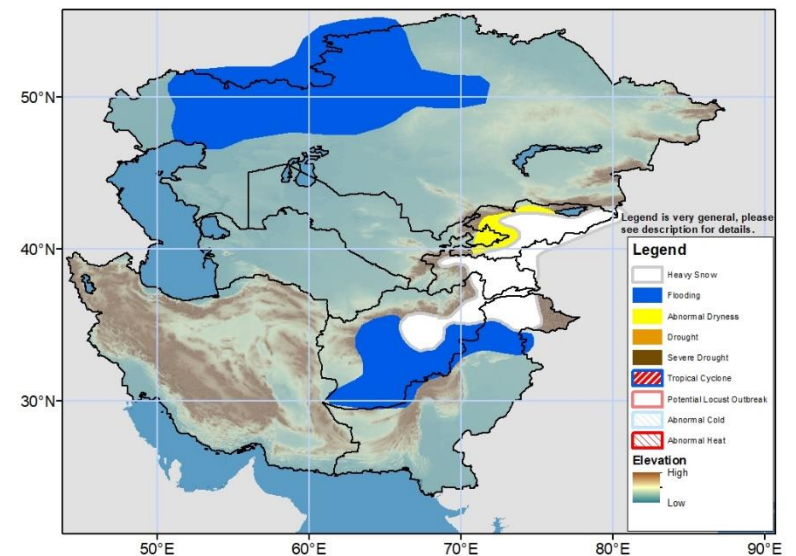 50°N
40°N
30°N
50°E
60°E
70°E
80°E
90°E
Legend is very general, please
see description for details.
Legend
Heavy Snow
Flooding
Abnormal Dryness
Drought
Severe Drought
Tropical Cyclone
Potential Locust Outbreak
Abnormal Cold
Abnormal Heat
Elevation
High
Low